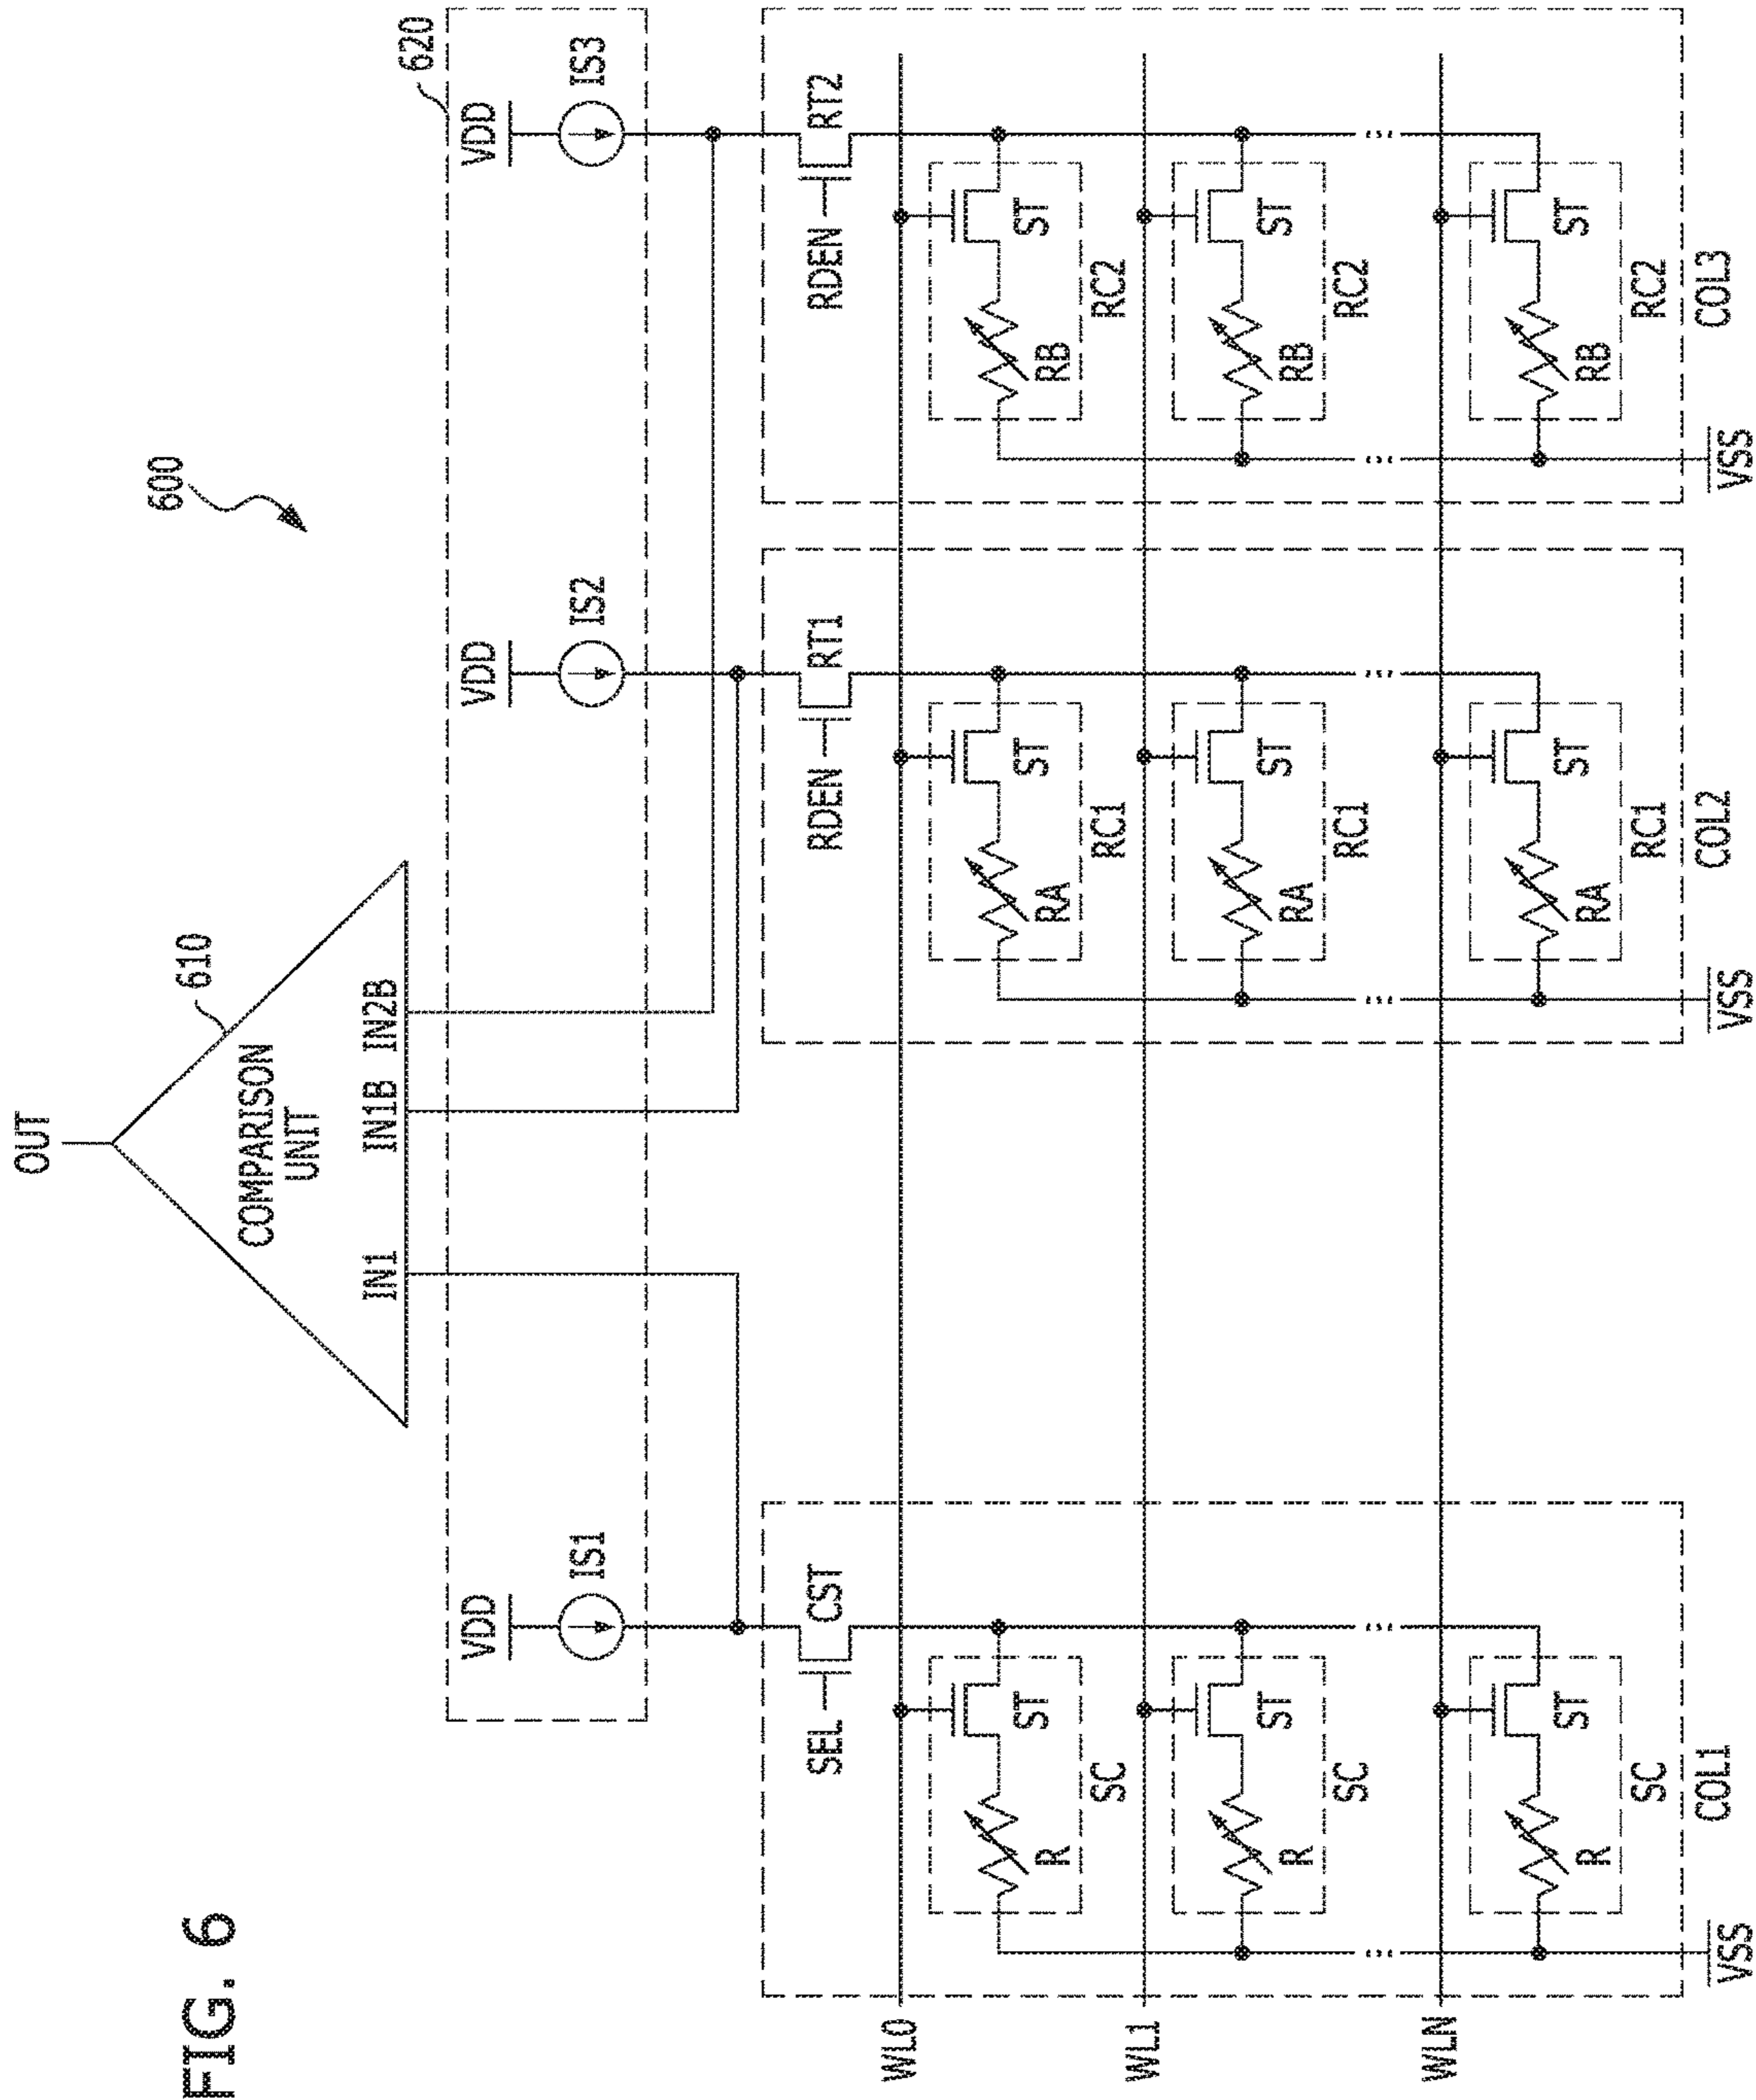 FIG. 6
600
OUT
610
COMPARISON
UNIT
IN1 IN1B IN2B
620
VDD VDD VDD
IS1 IS2 IS3
SEL CST RDEN RT1 RDEN RT2
WL0
R ST RA ST RB ST
SC RC1 RC2
WL1
R ST RA ST RB ST
SC RC1 RC2
WLN
R ST RA ST RB ST
SC RC1 RC2
COL1 COL2 COL3
VSS VSS VSS